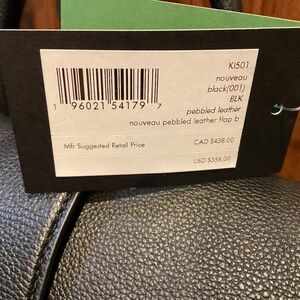 KI501
nouveau
black(001)
BLK
pebbled leather
nouveau pebbled leather flap b
1 96021 54179 7
Mfr Suggested Retail Price
CAD $438.00
USD $358.00